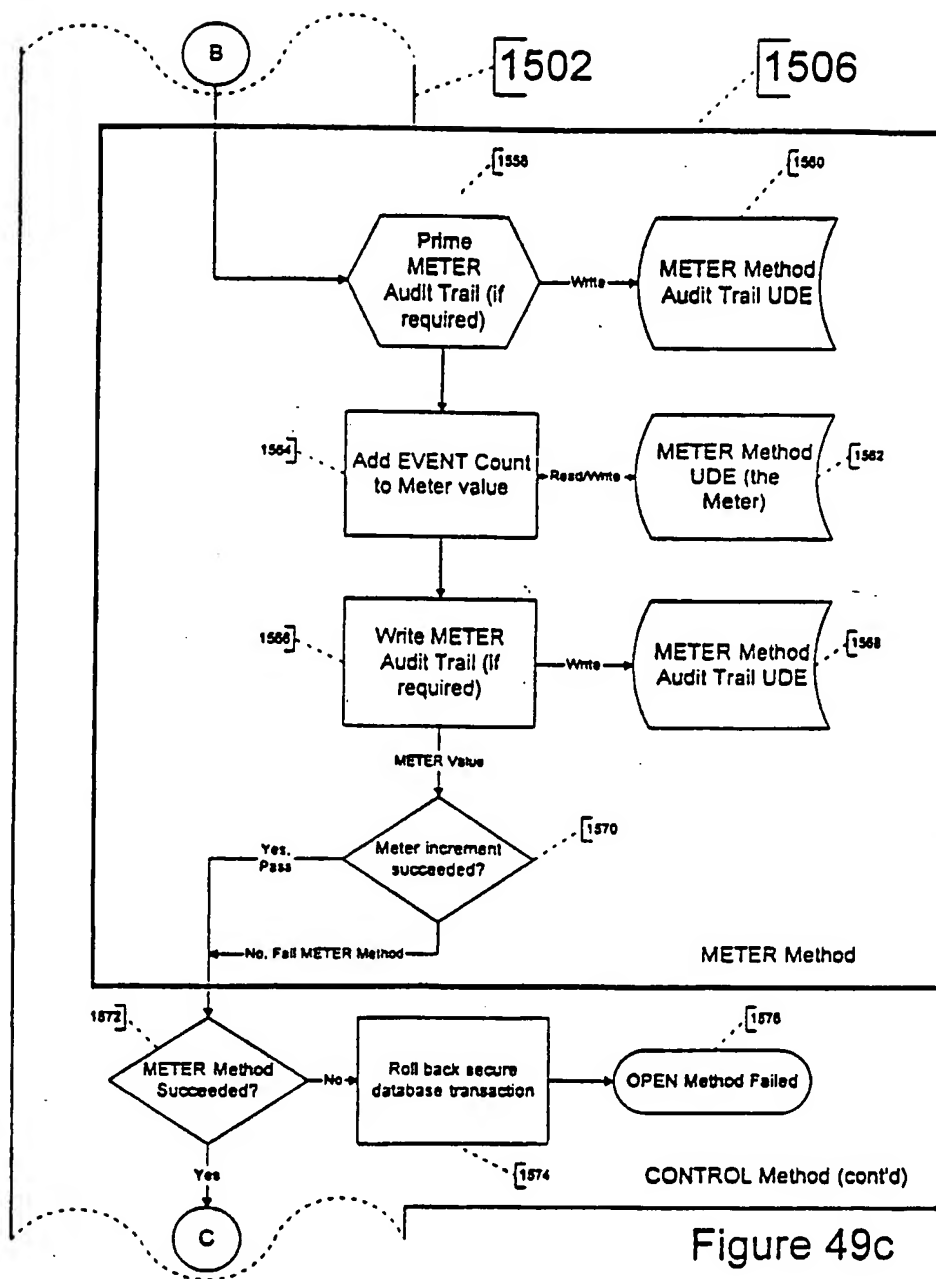 B
1502
1506
1558
1560
Prime
METER
Audit Trail (if
required)
Write
METER Method
Audit Trail UDE
1564
Add EVENT Count
to Meter value
Read/Write
METER Method
UDE (the
Meter)
1562
1566
Write METER
Audit Trail (if
required)
Write
METER Method
Audit Trail UDE
1568
METER Value
Meter increment
succeeded?
1570
Yes,
Pass
No, Fail METER Method
METER Method
1572
METER Method
Succeeded?
No
Roll back secure
database transaction
1574
OPEN Method Failed
1576
Yes
CONTROL Method (cont'd)
C
Figure 49c